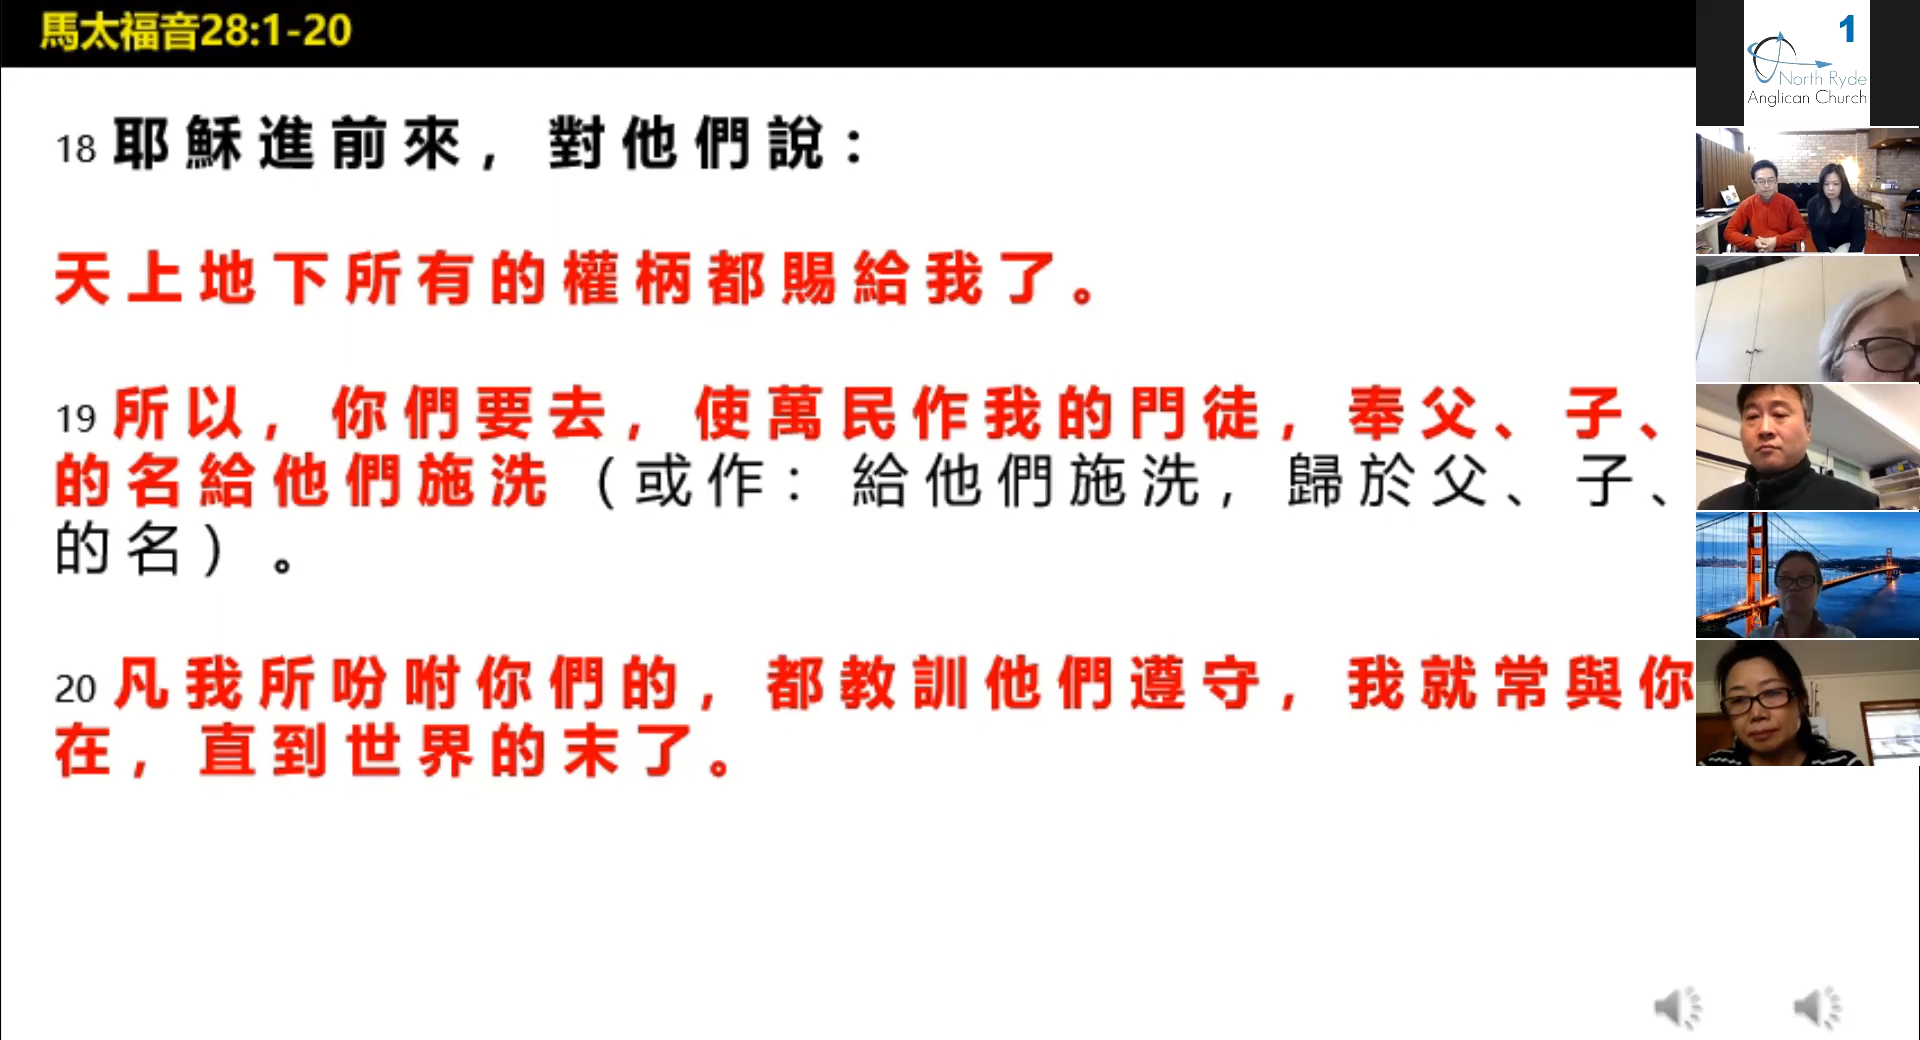 馬太福音28:1-20
18 耶穌進前來，對他們說：
天上地下所有的權柄都賜給我了。
19 所以，你們要去，使萬民作我的門徒，奉父、子、
的名給他們施洗（或作：給他們施洗，歸於父、子、
的名）。
20 凡我所吩咐你們的，都教訓他們遵守，我就常與你
在，直到世界的末了。
1
North Ryde
Anglican Church